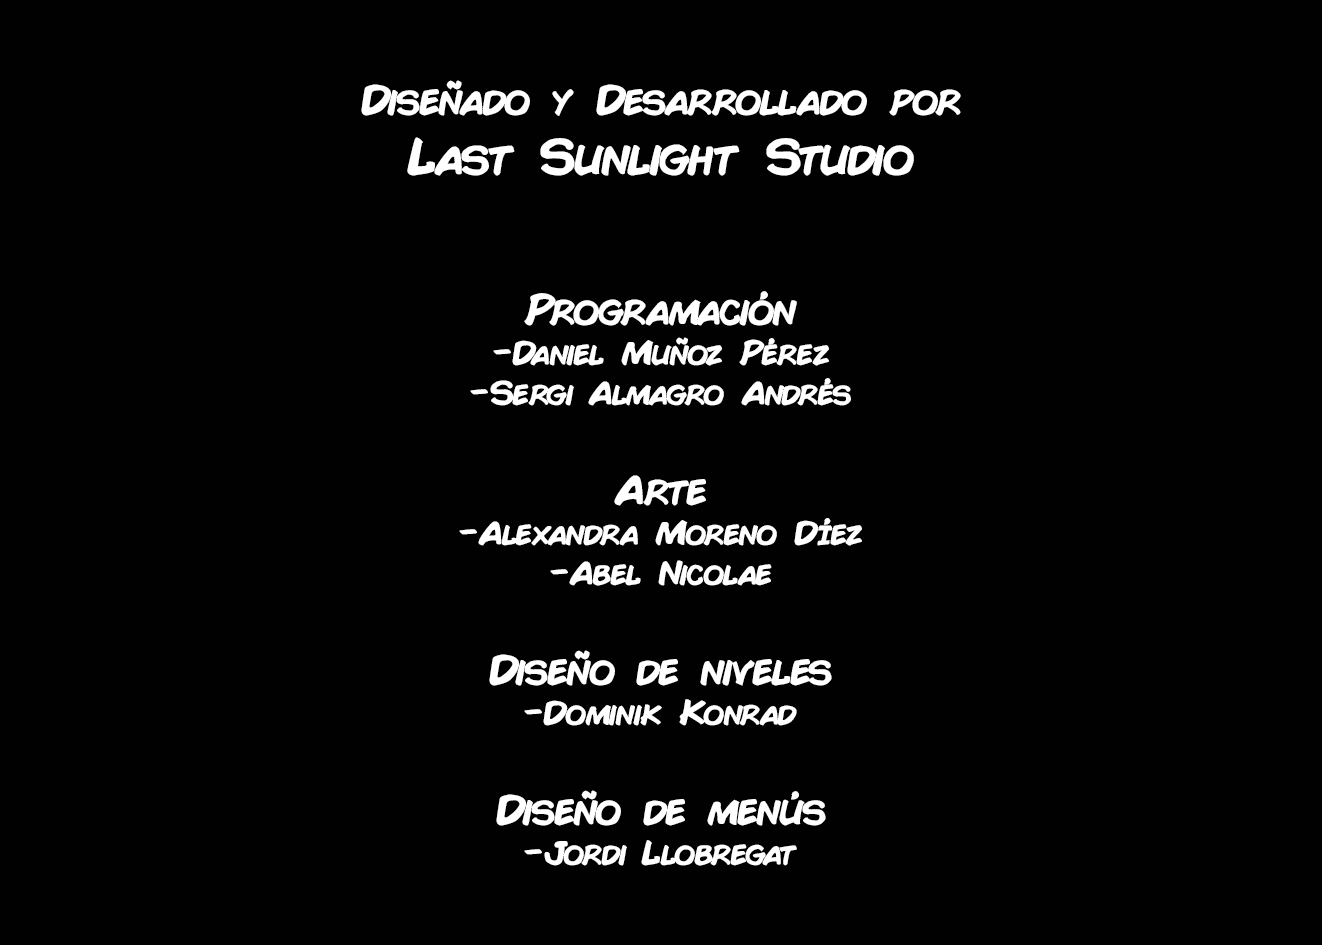 Diseñado y Desarrollado por
Last Sunlight Studio
Programación
-Daniel Muñoz Pérez
-Sergi Almagro Andrés
Arte
-Alexandra Moreno Díez
-Abel Nicolae
Diseño de niveles
-Dominik Konrad
Diseño de menús
-Jordi Llobregat